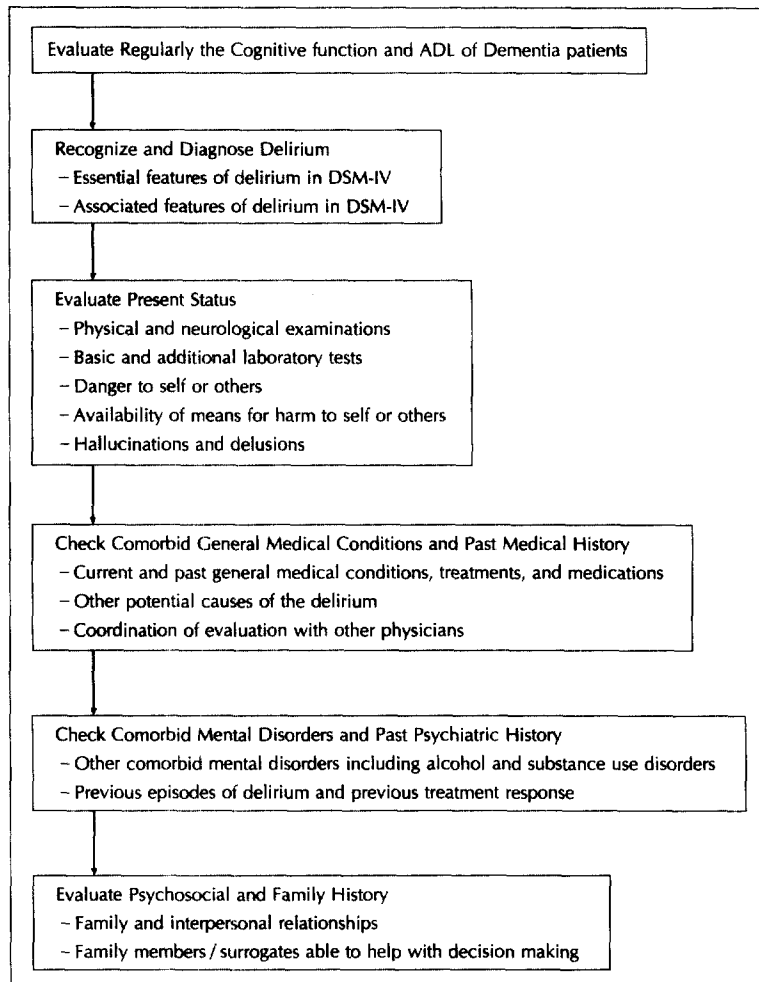 Evaluate Regularly the Cognitive function and ADL of Dementia patients
Recognize and Diagnose Delirium
– Essential features of delirium in DSM-IV
– Associated features of delirium in DSM-IV
Evaluate Present Status
– Physical and neurological examinations
– Basic and additional laboratory tests
– Danger to self or others
– Availability of means for harm to self or others
– Hallucinations and delusions
Check Comorbid General Medical Conditions and Past Medical History
– Current and past general medical conditions, treatments, and medications
– Other potential causes of the delirium
– Coordination of evaluation with other physicians
Check Comorbid Mental Disorders and Past Psychiatric History
– Other comorbid mental disorders including alcohol and substance use disorders
– Previous episodes of delirium and previous treatment response
Evaluate Psychosocial and Family History
– Family and interpersonal relationships
– Family members / surrogates able to help with decision making